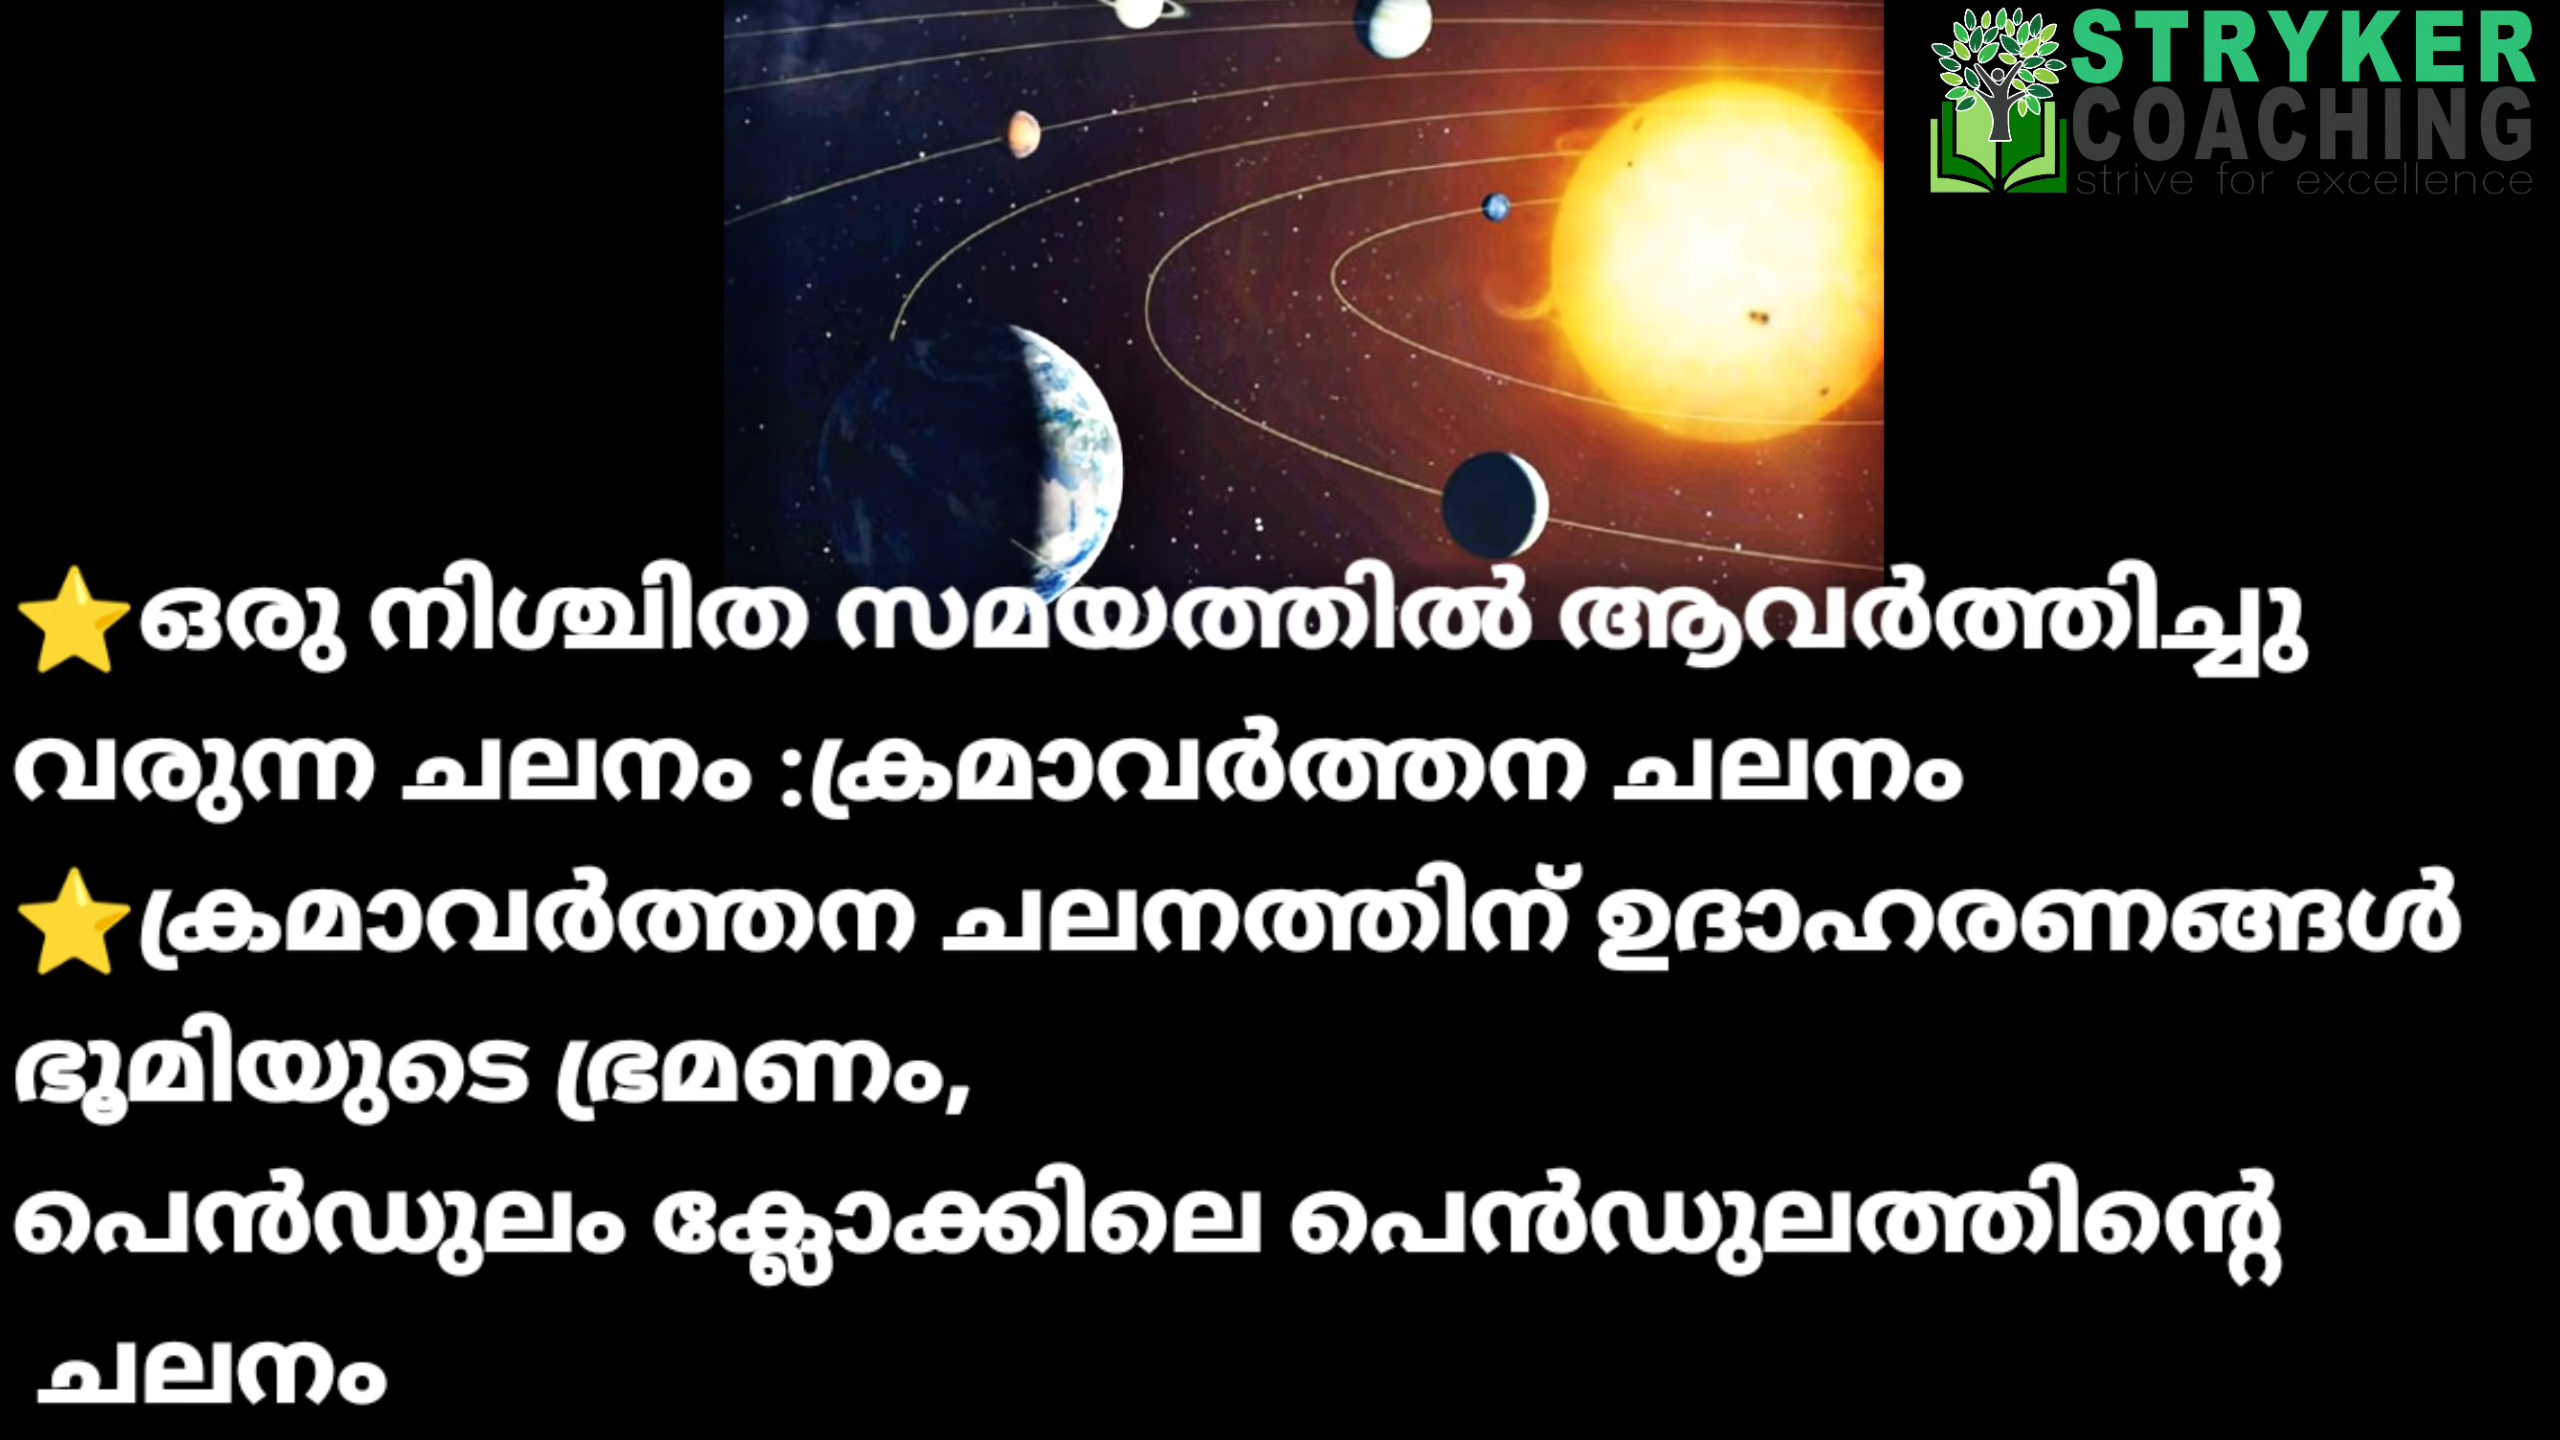 STRYKER
COACHING
strive for excellence
⭐ഒരു നിശ്ചിത സമയത്തിൽ ആവർത്തിച്ചു
വരുന്ന ചലനം :ക്രമാവർത്തന ചലനം
⭐ക്രമാവർത്തന ചലനത്തിന് ഉദാഹരണങ്ങൾ
ഭൂമിയുടെ ഭ്രമണം,
പെൻഡുലം ക്ലോക്കിലെ പെൻഡുലത്തിന്റെ
ചലനം